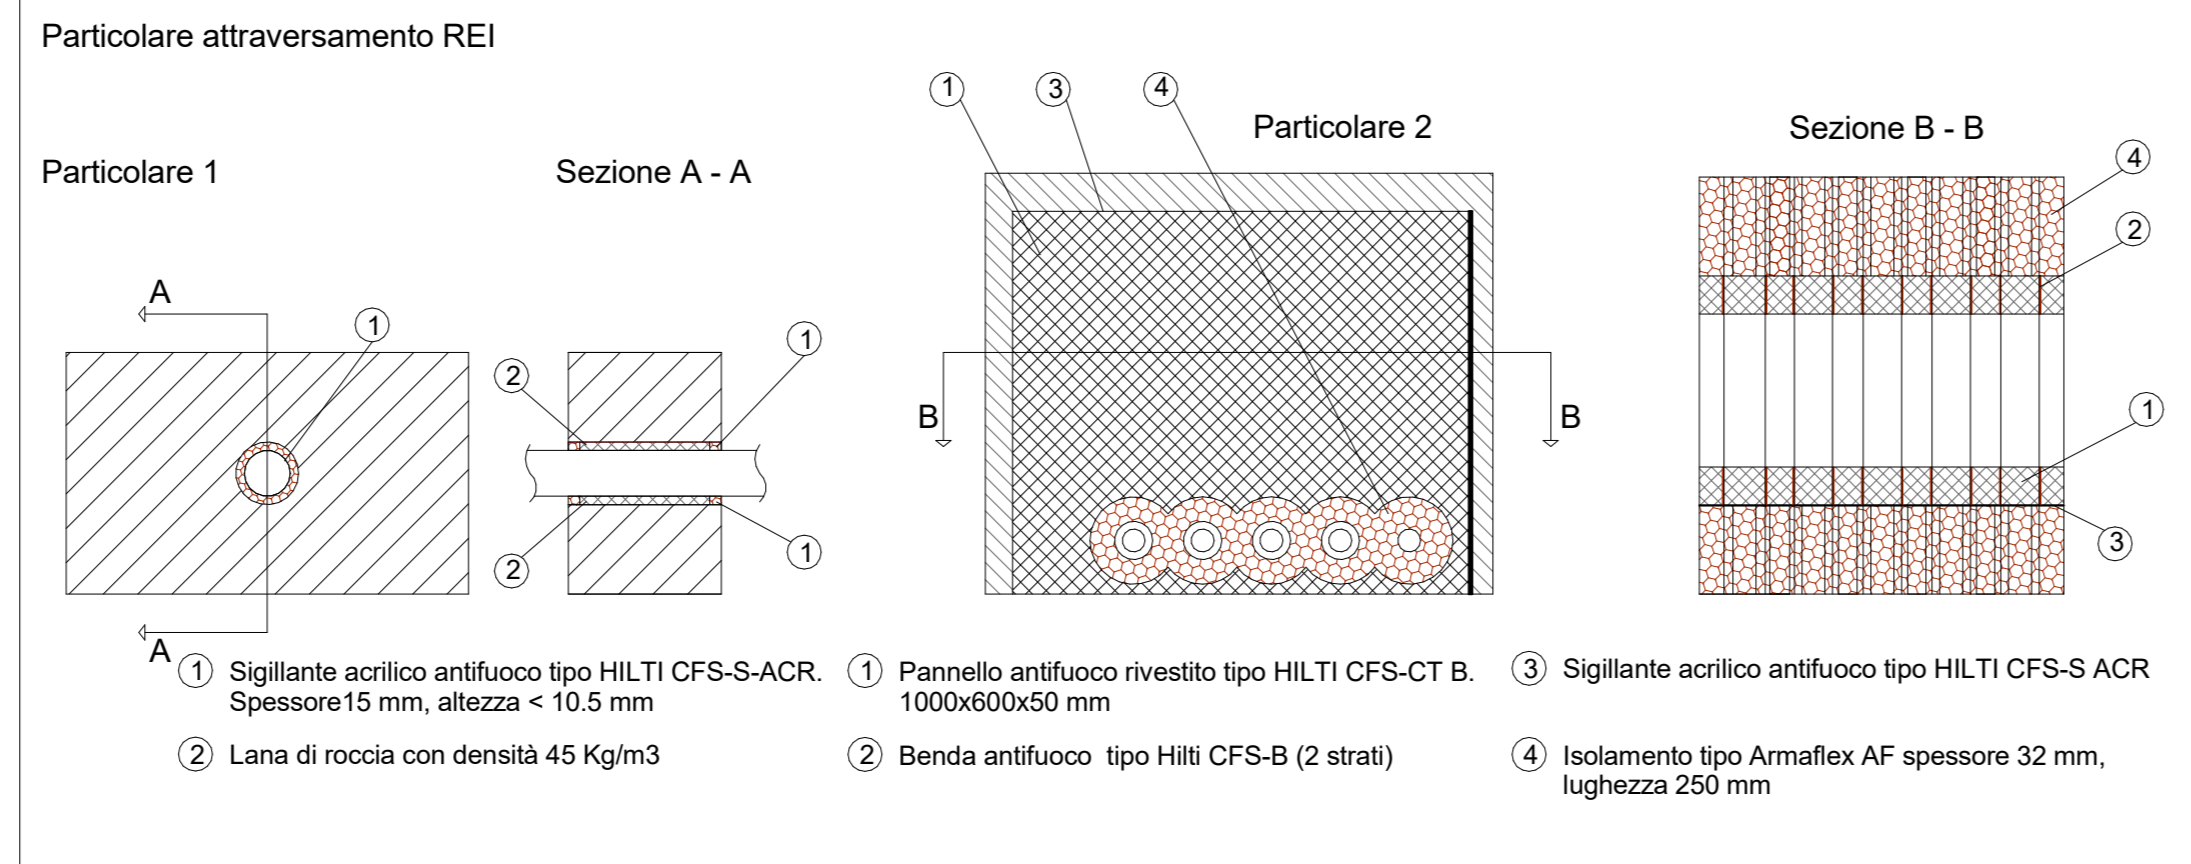 Particolare attraversamento REI
Particolare 1
Sezione A - A
Particolare 2
Sezione B - B
A
A
1
2
2
1
1
1
3
4
B
B
4
2
1
3
1 Sigillante acrilico antifuoco tipo HILTI CFS-S-ACR.
Spessore15 mm, altezza < 10.5 mm
2 Lana di roccia con densità 45 Kg/m3
1 Pannello antifuoco rivestito tipo HILTI CFS-CT B.
1000x600x50 mm
2 Benda antifuoco  tipo Hilti CFS-B (2 strati)
3 Sigillante acrilico antifuoco tipo HILTI CFS-S ACR
4 Isolamento tipo Armaflex AF spessore 32 mm,
lughezza 250 mm